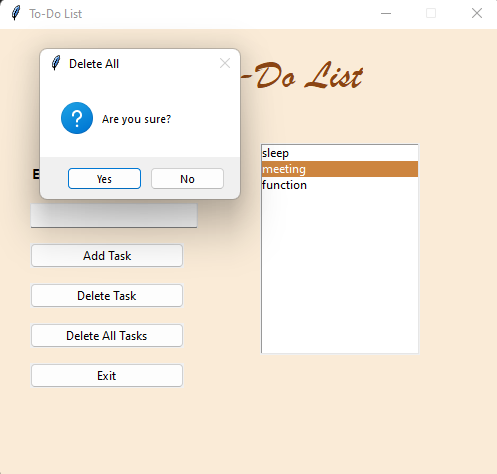 To-Do List
Delete All
-Do List
Are you sure?
Yes
No
sleep
meeting
function
Add Task
Delete Task
Delete All Tasks
Exit